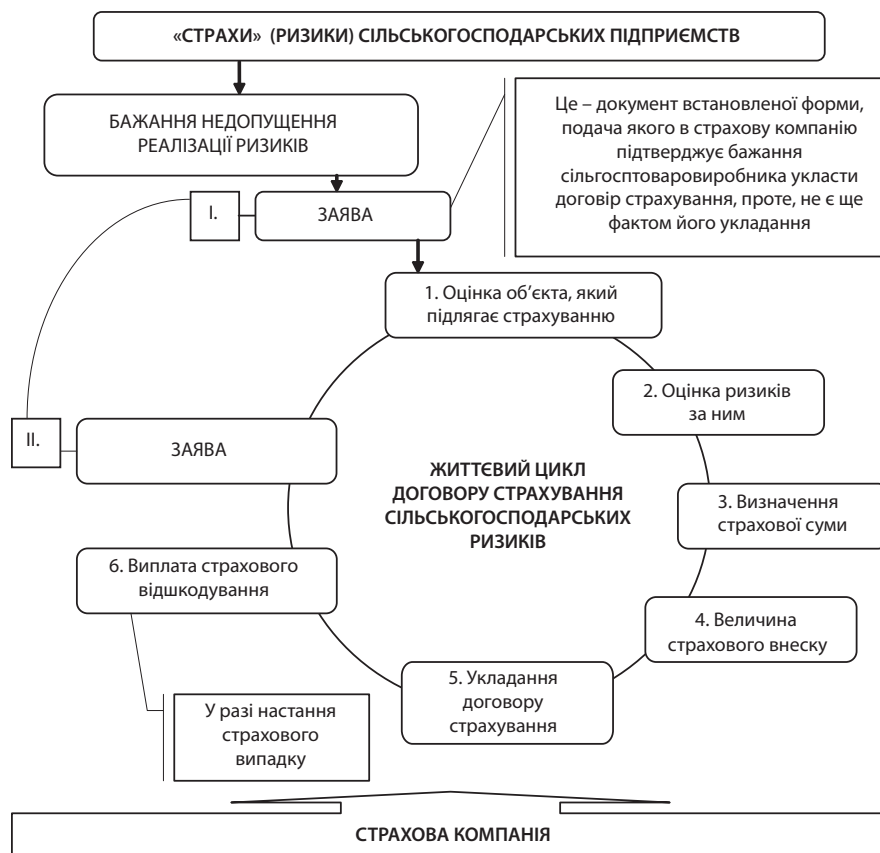 «СТРАХИ» (РИЗИКИ) СІЛЬСЬКОГОСПОДАРСЬКИХ ПІДПРИЄМСТВ
БАЖАННЯ НЕДОПУЩЕННЯ
РЕАЛІЗАЦІЇ РИЗИКІВ
Це – документ встановленої форми,
подача якого в страхову компанію
підтверджує бажання
сільгосптоваровиробника укласти
договір страхування, проте, не є ще
фактом його укладання
I.
ЗАЯВА
1. Оцінка об’єкта, який
підлягає страхуванню
2. Оцінка ризиків
за ним
II.
ЗАЯВА
ЖИТТЄВИЙ ЦИКЛ
ДОГОВОРУ СТРАХУВАННЯ
СІЛЬСЬКОГОСПОДАРСЬКИХ
РИЗИКІВ
3. Визначення
страхової суми
6. Виплата страхового
відшкодування
4. Величина
страхового внеску
5. Укладання
договору
страхування
У разі настання
страхового
випадку
СТРАХОВА КОМПАНІЯ